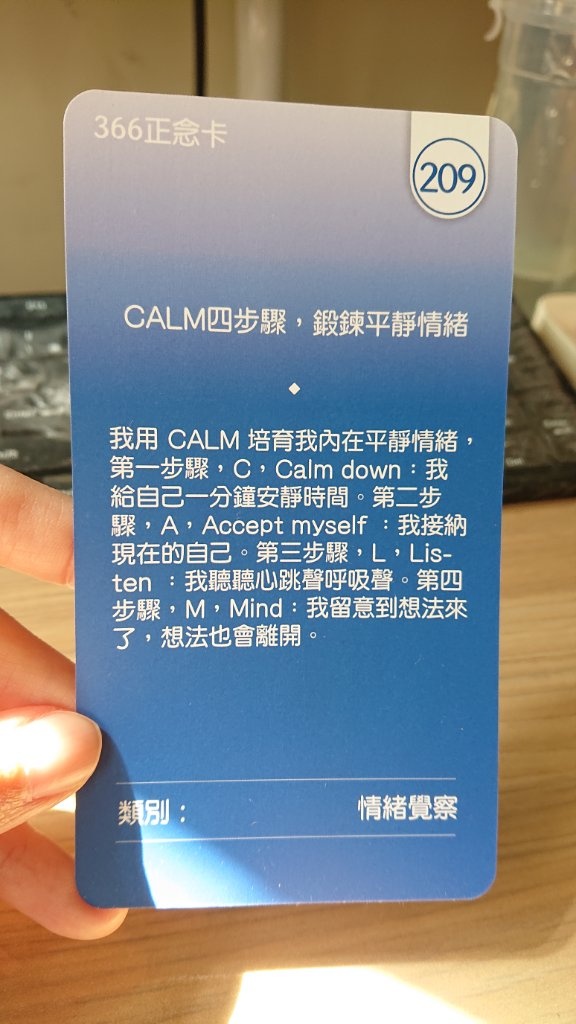 366正念卡
209
CALM四步驟，鍛鍊平靜情緒
我用 CALM 培育我內在平靜情緒，
第一步驟，C，Calm down：我
給自己一分鐘安靜時間。第二步
驟，A，Accept myself ：我接納
現在的自己。第三步驟，L，Lis-
ten ：我聽聽心跳聲呼吸聲。第四
步驟，M，Mind：我留意到想法來
了，想法也會離開。
類別： 情緒覺察